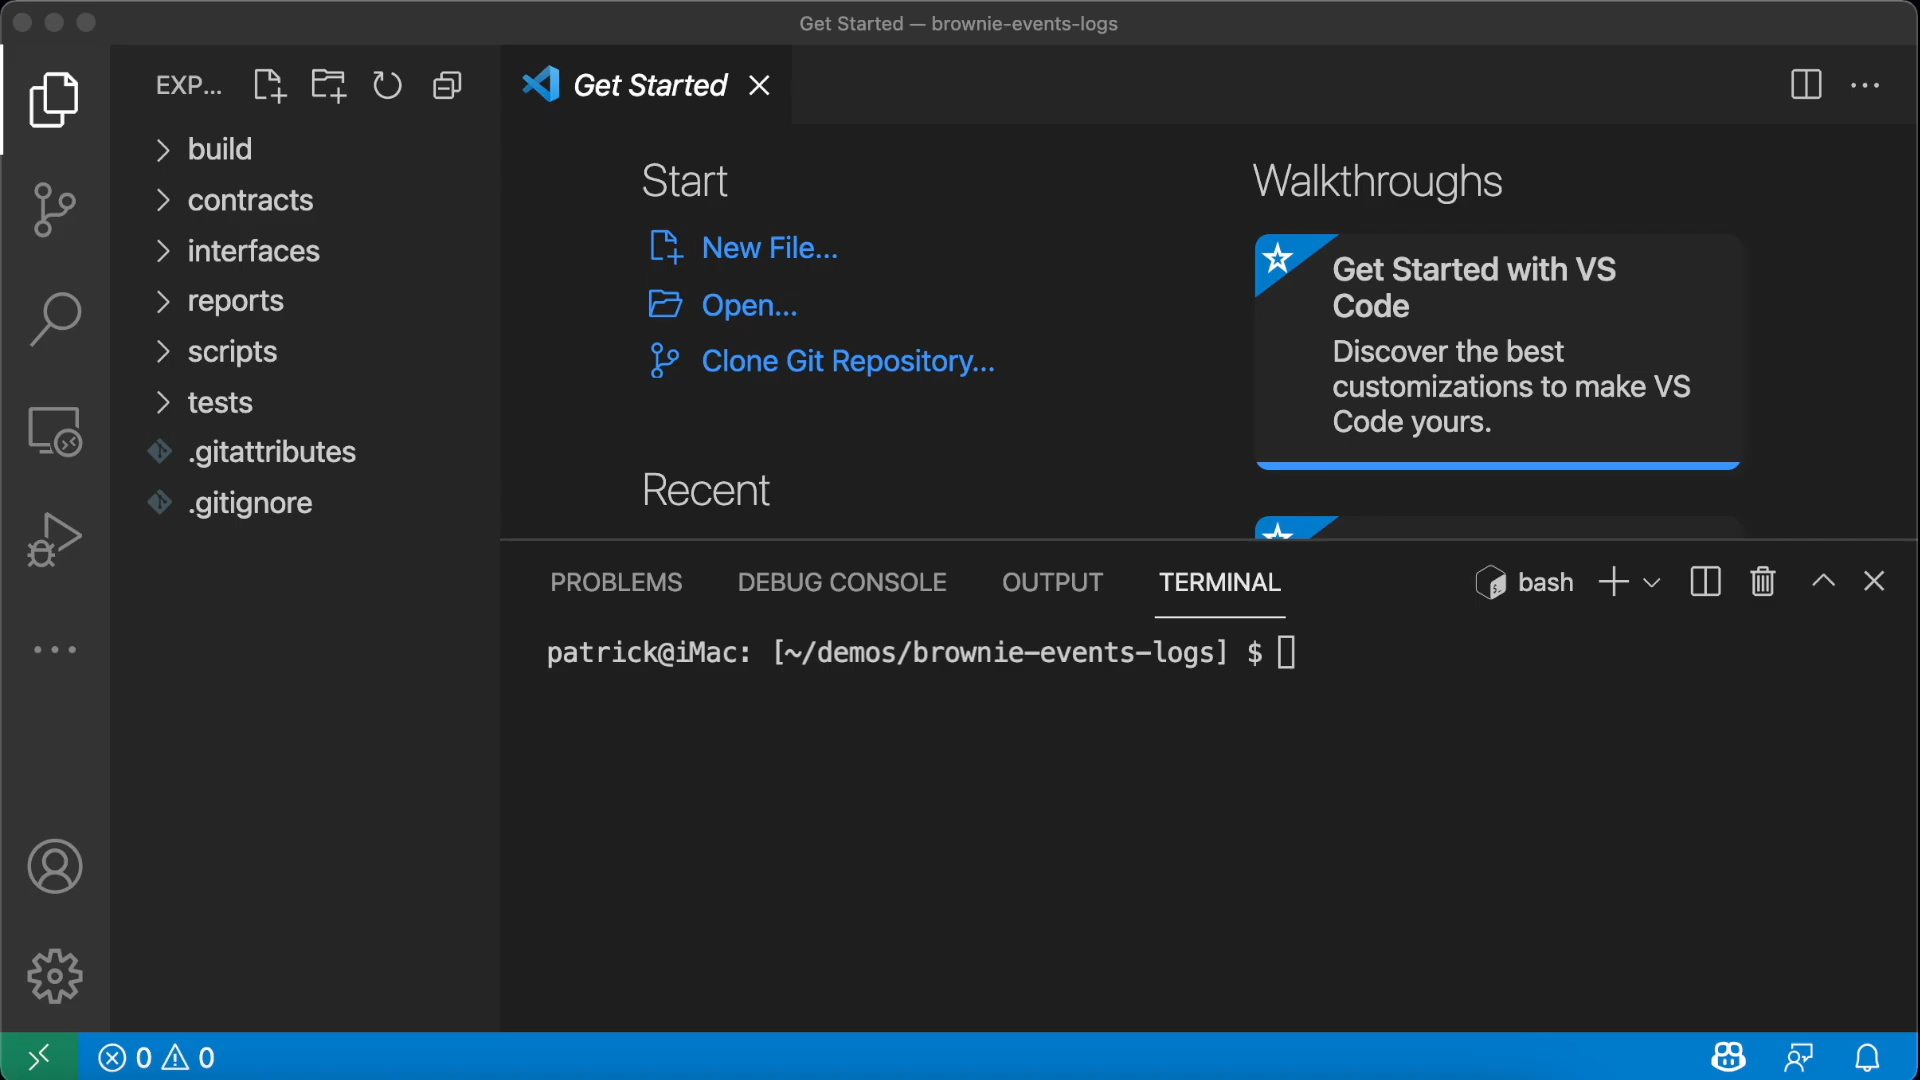 Get Started — brownie-events-logs
EXP...
Get Started
build
contracts
interfaces
reports
scripts
tests
.gitattributes
.gitignore
Start
New File...
Open...
Clone Git Repository...
Recent
Walkthroughs
Get Started with VS
Code
Discover the best
customizations to make VS
Code yours.
PROBLEMS DEBUG CONSOLE OUTPUT TERMINAL bash
patrick@iMac: [~/demos/brownie-events-logs] $
0 0